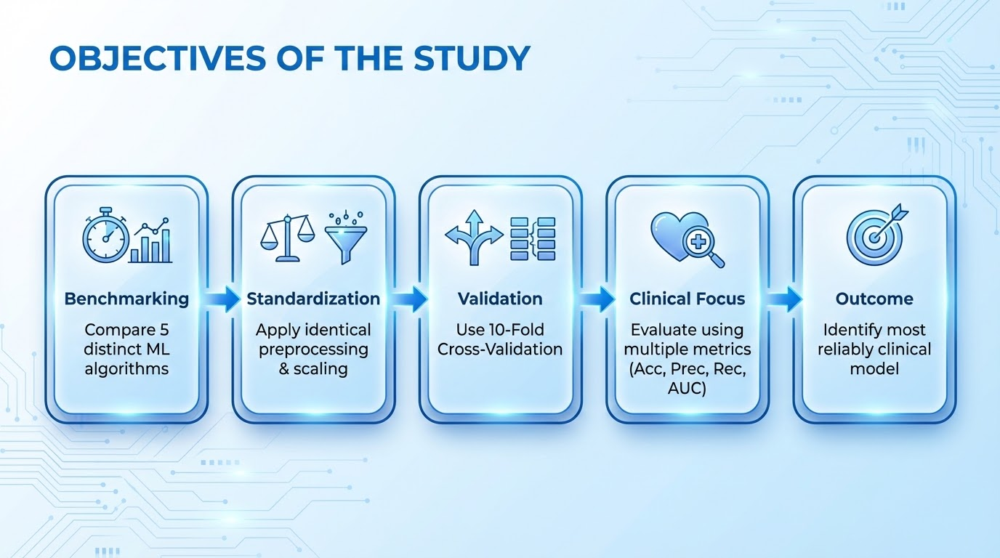 OBJECTIVES OF THE STUDY
Benchmarking
Compare 5
distinct ML
algorithms
Standardization
Apply identical
preprocessing
& scaling
Validation
Use 10-Fold
Cross-Validation
Clinical Focus
Evaluate using
multiple metrics
(Acc, Prec, Rec,
AUC)
Outcome
Identify most
reliably clinical
model